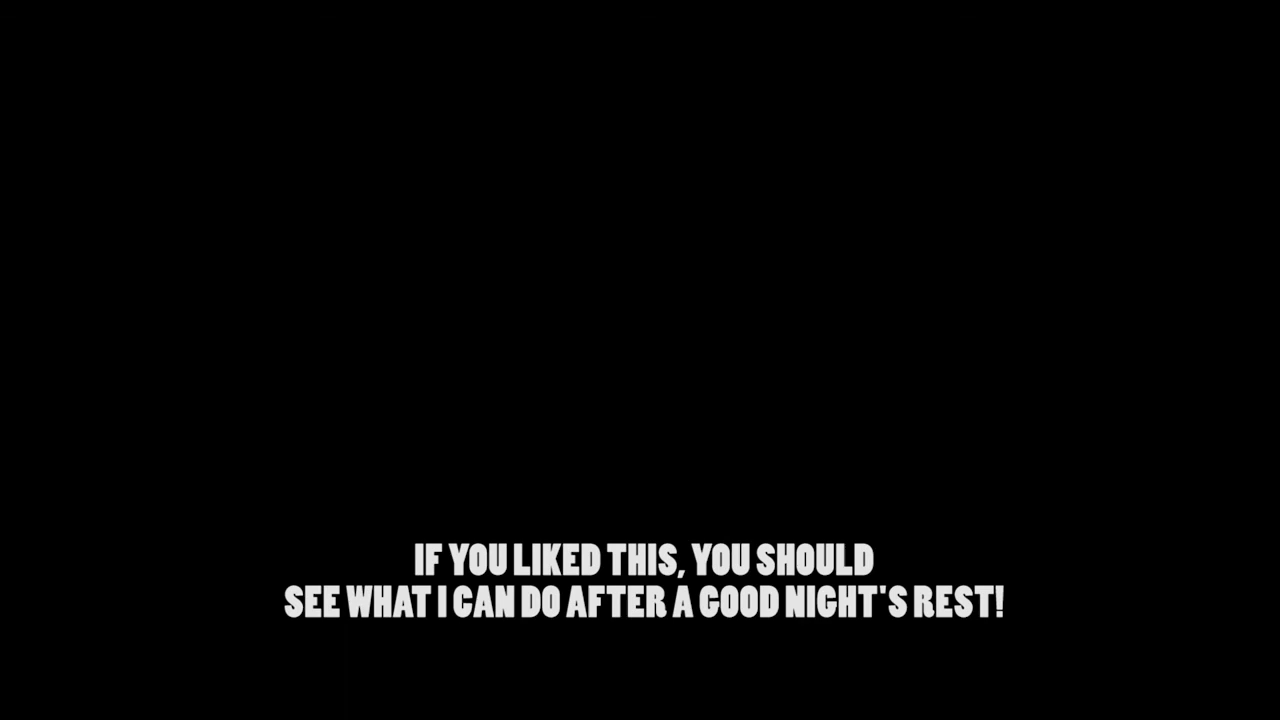 IF YOU LIKED THIS, YOU SHOULD
SEE WHAT I CAN DO AFTER A GOOD NIGHT'S REST!